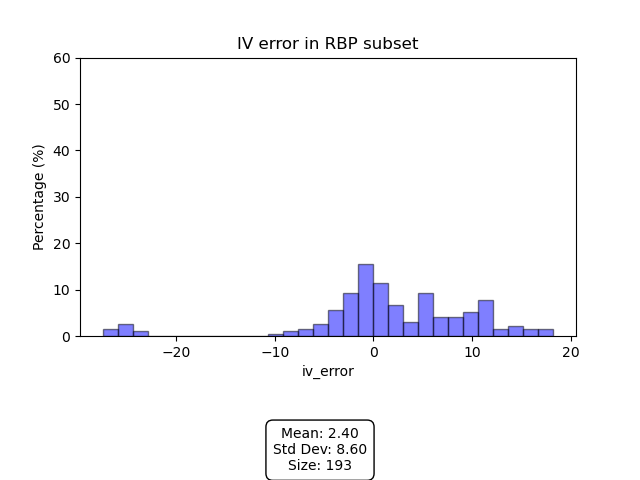 IV error in RBP subset
60
50
40
30
20
10
0
Percentage (%)
−20
−10
0
10
20
iv_error
Mean: 2.40
Std Dev: 8.60
Size: 193